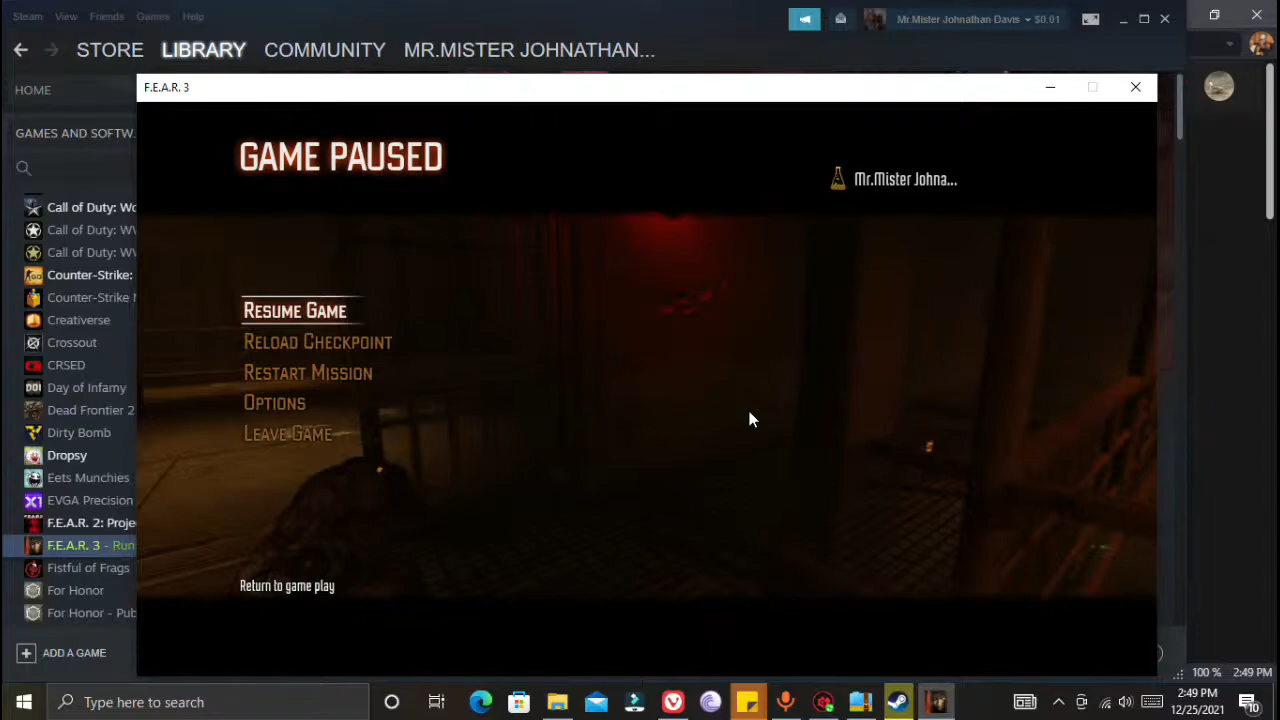 Steam View Friends Games Help
Mr.Mister Johnathan Davis $0.01
STORE LIBRARY COMMUNITY MR.MISTER JOHNATHAN...
HOME
F.E.A.R. 3
GAMES AND SOFTW..
GAME PAUSED
Mr.Mister Johna...
Call of Duty: Wo
Call of Duty: WV
Call of Duty: WV
Counter-Strike:
Counter-Strike N
Creativerse
Crossout
CRSED
Day of Infamy
Dead Frontier 2
Dirty Bomb
Dropsy
Eets Munchies
EVGA Precision
F.E.A.R. 2: Proje
F.E.A.R. 3 - Run
Fistful of Frags
For Honor
For Honor - Pub
RESUME GAME
RELOAD CHECKPOINT
RESTART MISSION
OPTIONS
LEAVE GAME
Return to game play
ADD A GAME
100 % 2:49 PM
Type here to search
2:49 PM
12/25/2021
10